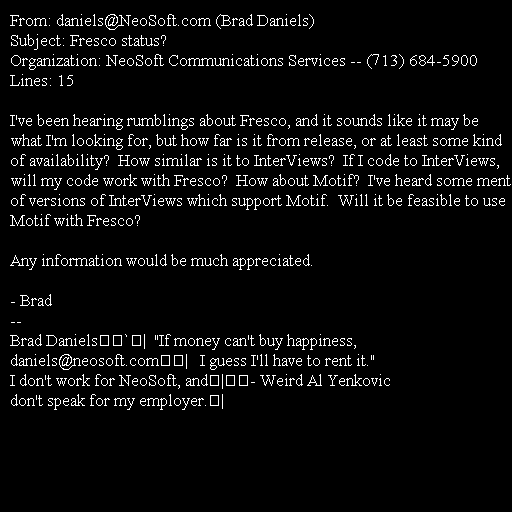 From: daniels@NeoSoft.com (Brad Daniels)
Subject: Fresco status?
Organization: NeoSoft Communications Services -- (713) 684-5900
Lines: 15

I've been hearing rumblings about Fresco, and it sounds like it may be
what I'm looking for, but how far is it from release, or at least some kind
of availability?  How similar is it to InterViews?  If I code to InterViews,
will my code work with Fresco?  How about Motif?  I've heard some ment
of versions of InterViews which support Motif.  Will it be feasible to use
Motif with Fresco?

Any information would be much appreciated.

- Brad
--
Brad Daniels□□`□|  "If money can't buy happiness,
daniels@neosoft.com□□|   I guess I'll have to rent it."
I don't work for NeoSoft, and□|□□- Weird Al Yenkovic
don't speak for my employer.□|